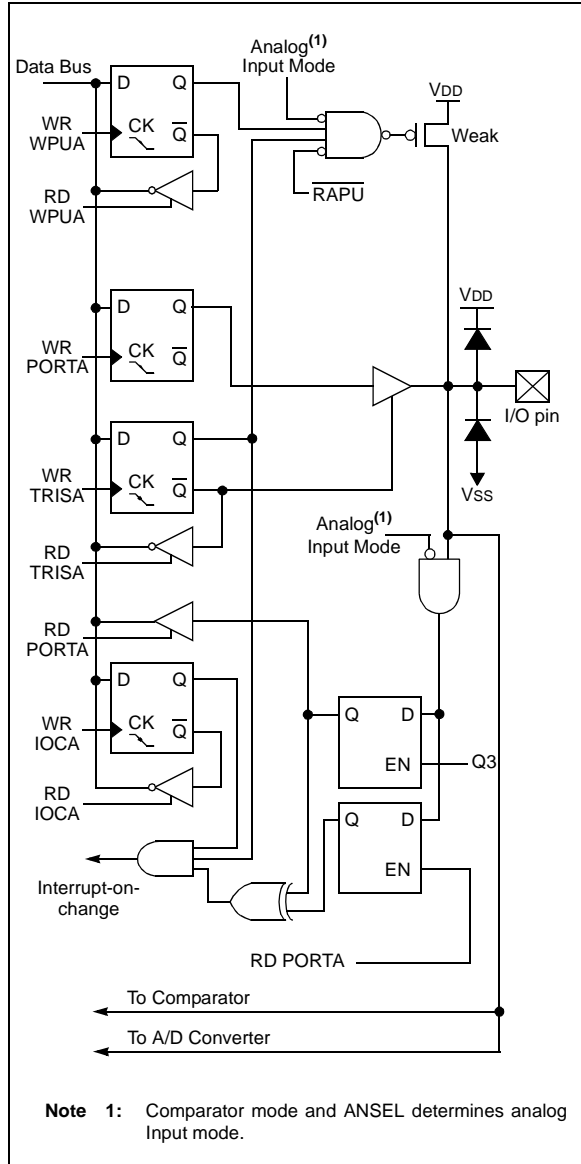 Analog(1)
Input Mode
Data Bus
D Q
VDD
WR
WPUA
CK Q
Weak
RD
WPUA
RAPU
D Q
VDD
WR
PORTA
CK Q
I/O pin
D Q
WR
TRISA
CK Q
VSS
Analog(1)
Input Mode
RD
TRISA
RD
PORTA
D Q
Q D
WR
IOCA
CK Q
EN
Q3
RD
IOCA
Q D
EN
Interrupt-on-
change
RD PORTA
To Comparator
To A/D Converter
Note 1: Comparator mode and ANSEL determines analog
Input mode.